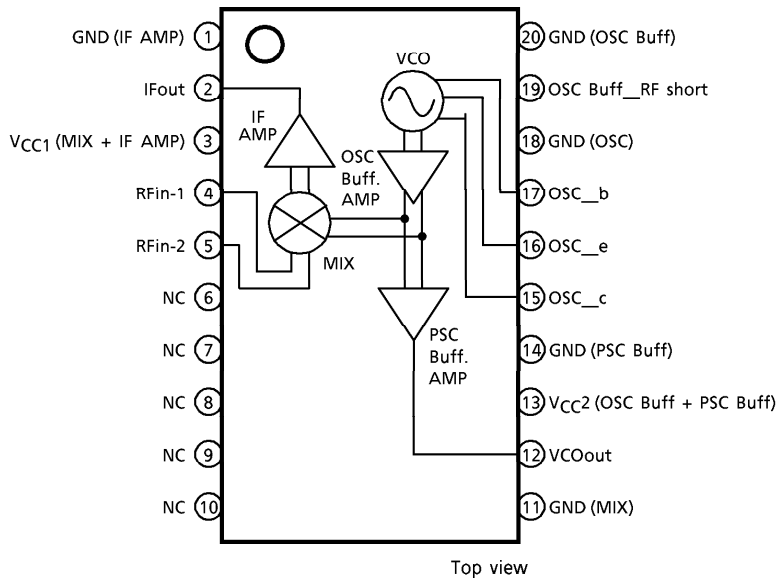 GND (IF AMP) 1
IFout 2
VCC1 (MIX + IF AMP) 3
RFin-1 4
RFin-2 5
NC 6
NC 7
NC 8
NC 9
NC 10
VCO
IF
AMP
OSC
Buff.
AMP
MIX
PSC
Buff.
AMP
20 GND (OSC Buff)
19 OSC Buff__RF short
18 GND (OSC)
17 OSC__b
16 OSC__e
15 OSC__c
14 GND (PSC Buff)
13 VCC2 (OSC Buff + PSC Buff)
12 VCOout
11 GND (MIX)
Top view